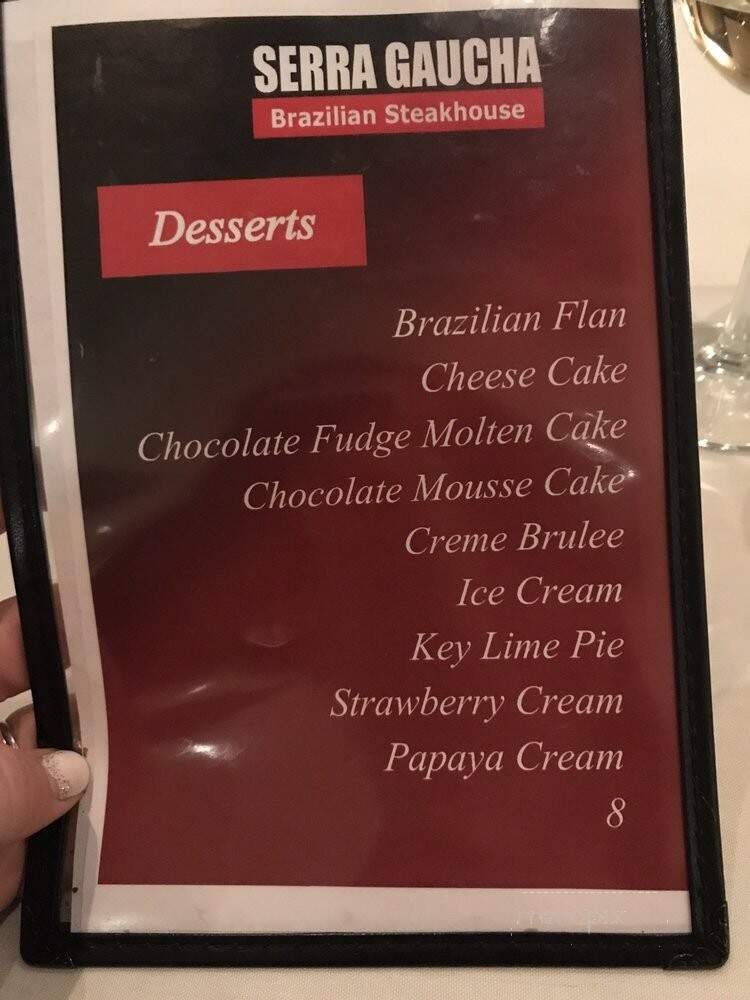 SERRA GAUCHA
Brazilian Steakhouse
Desserts
Brazilian Flan
Cheese Cake
Chocolate Fudge Molten Cake
Chocolate Mousse Cake
Creme Brulee
Ice Cream
Key Lime Pie
Strawberry Cream
Papaya Cream
8